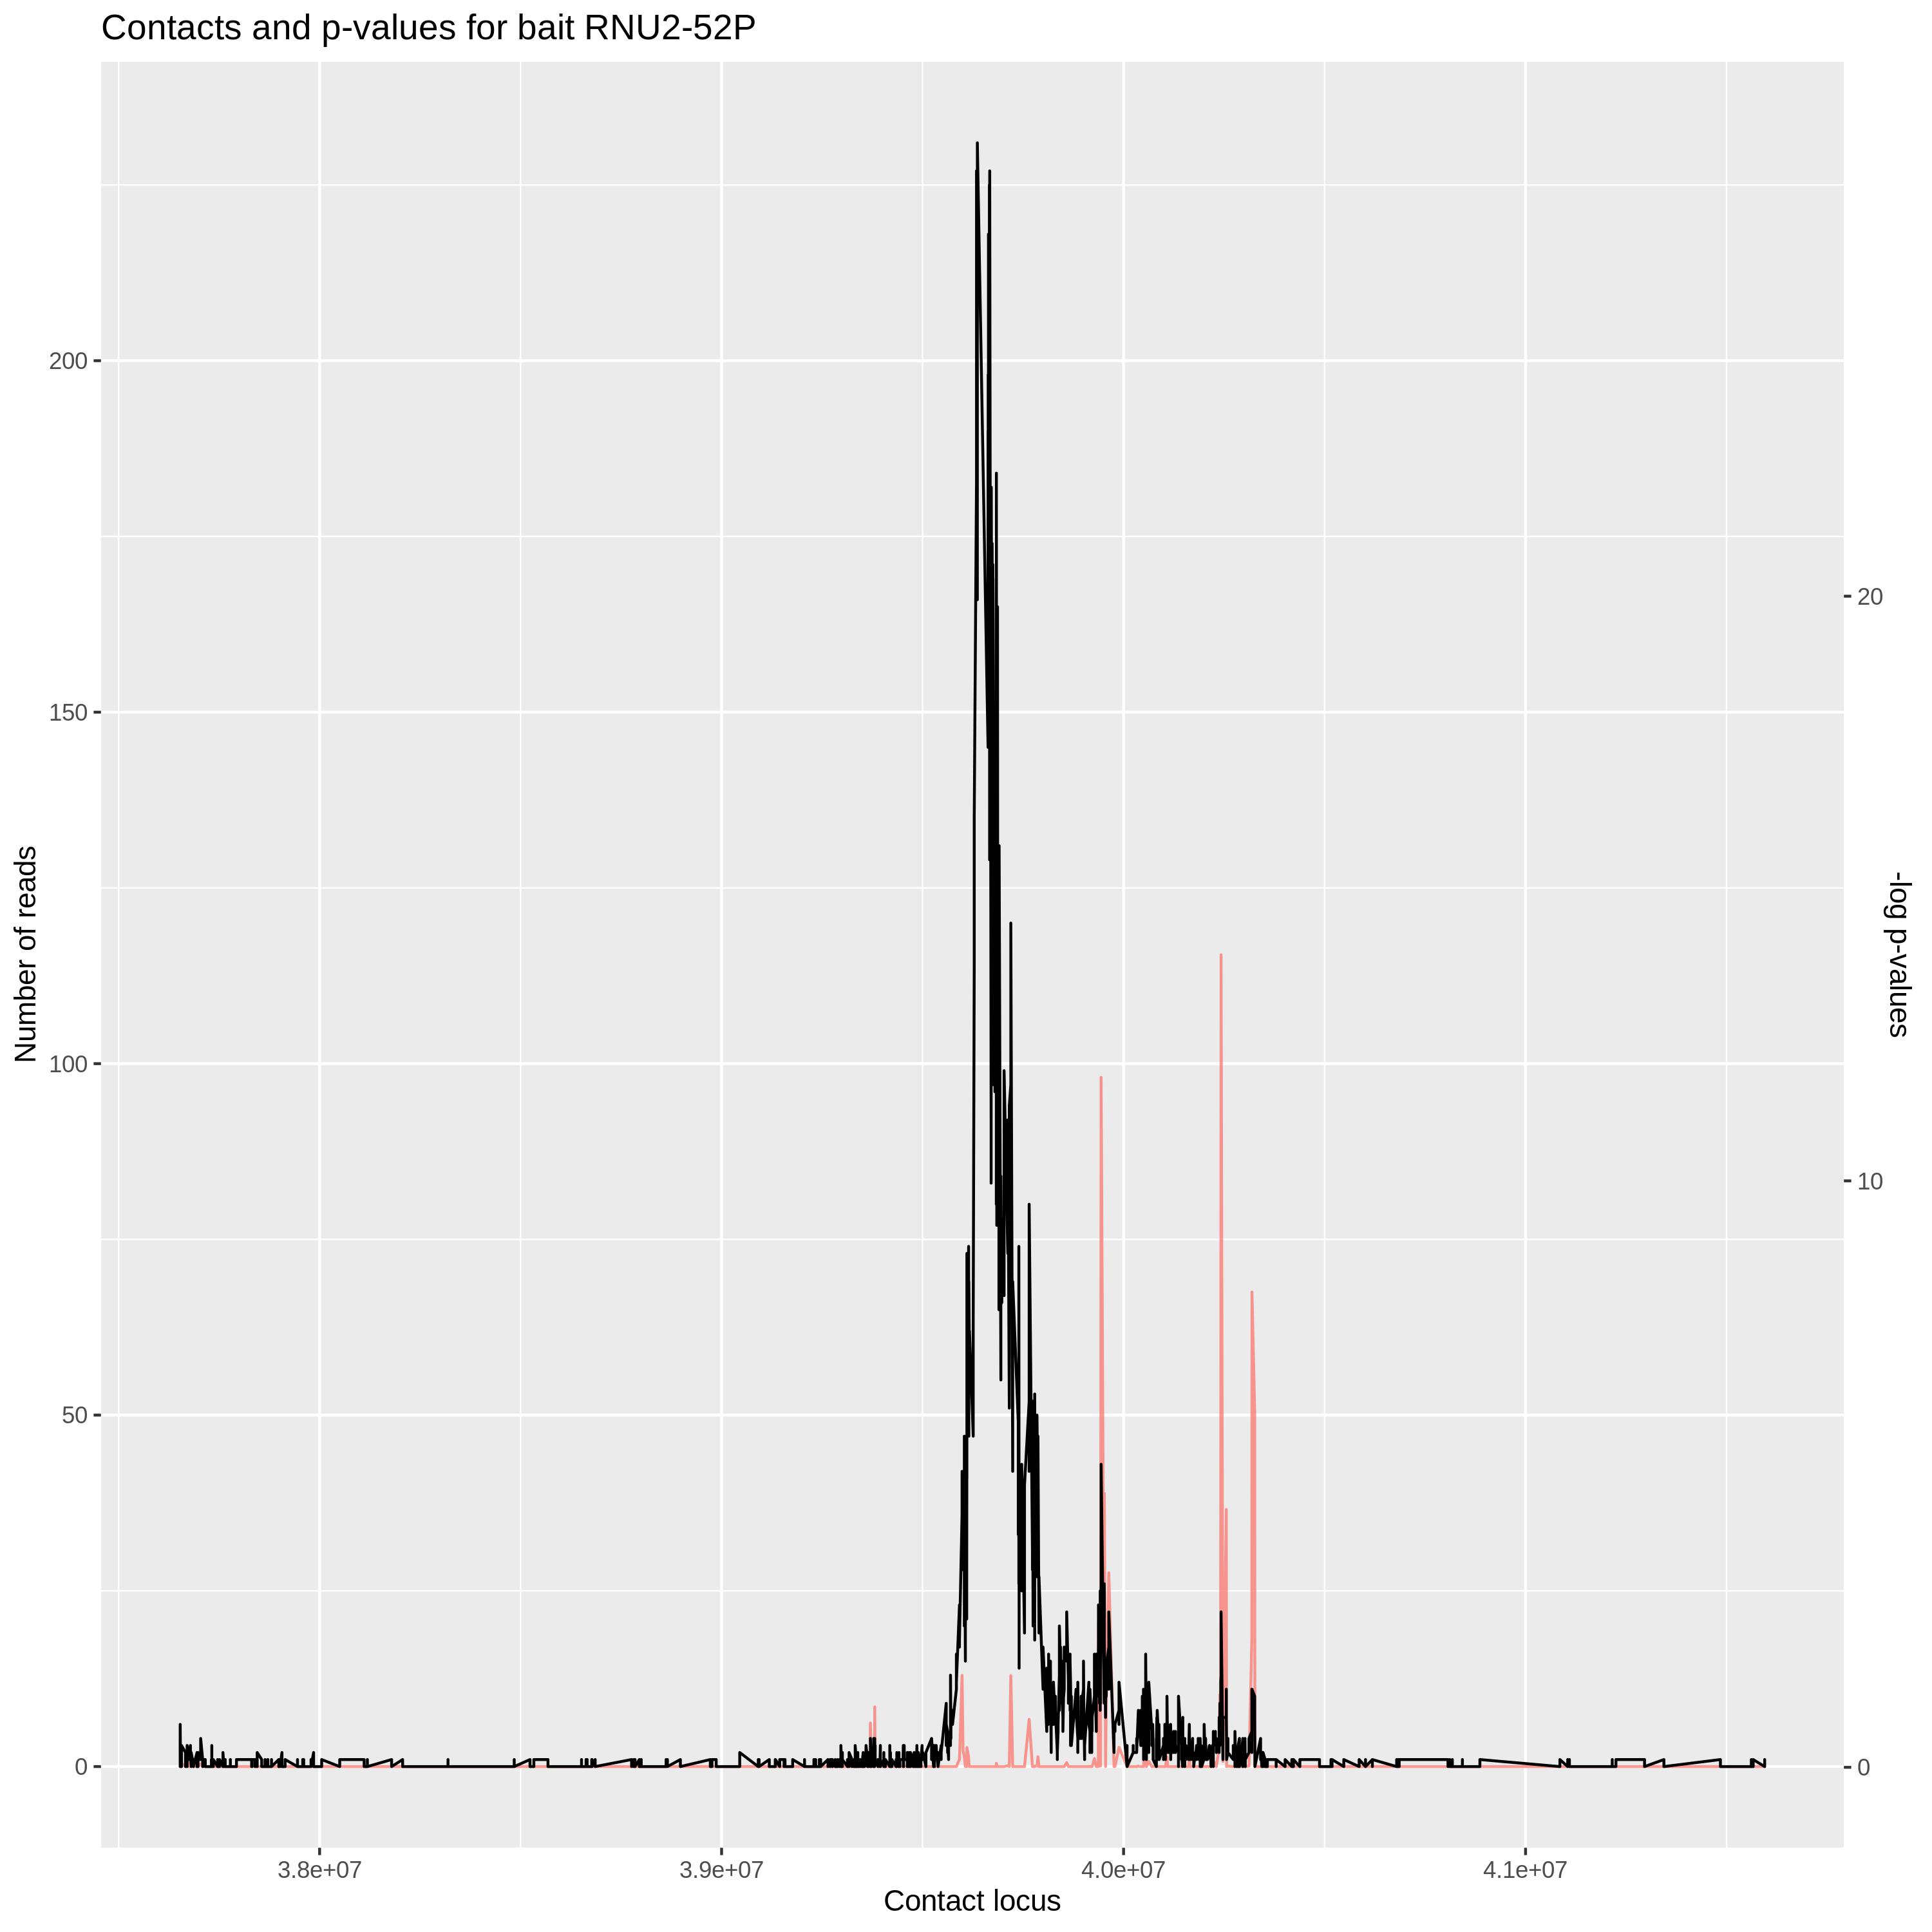 Contacts and p-values for bait RNU2-52P
Number of reads
200
150
100
50
0
20
10
0
-log p-values
3.8e+07
3.9e+07
4.0e+07
4.1e+07
Contact locus